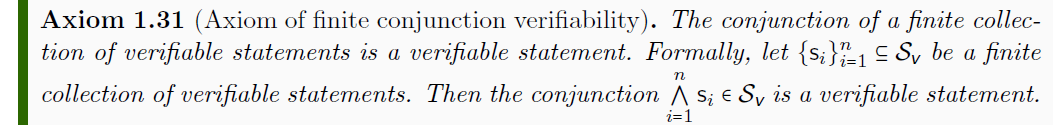 Axiom 1.31 (Axiom of finite conjunction verifiability). The conjunction of a finite collec-
tion of verifiable statements is a verifiable statement. Formally, let {s_i}_{i=1}^n ⊆ S_v be a finite
collection of verifiable statements. Then the conjunction ⋀_{i=1}^n s_i ∈ S_v is a verifiable statement.